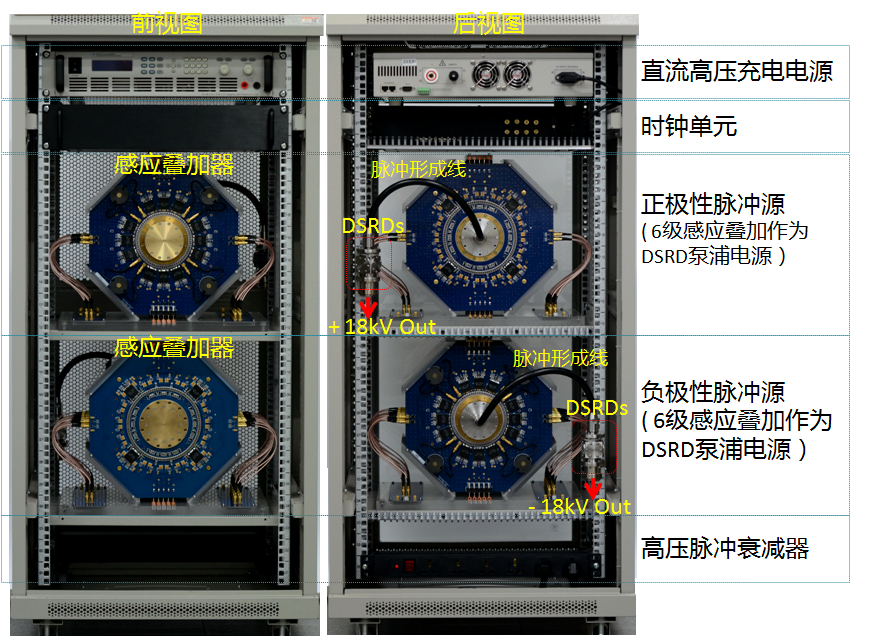 前视图
后视图
直流高压充电电源
时钟单元
感应叠加器
脉冲形成线
DSRDs
正极性脉冲源
( 6级感应叠加作为
DSRD泵浦电源 )
+ 18kV Out
感应叠加器
脉冲形成线
DSRDs
负极性脉冲源
( 6级感应叠加作为
DSRD泵浦电源 )
- 18kV Out
高压脉冲衰减器